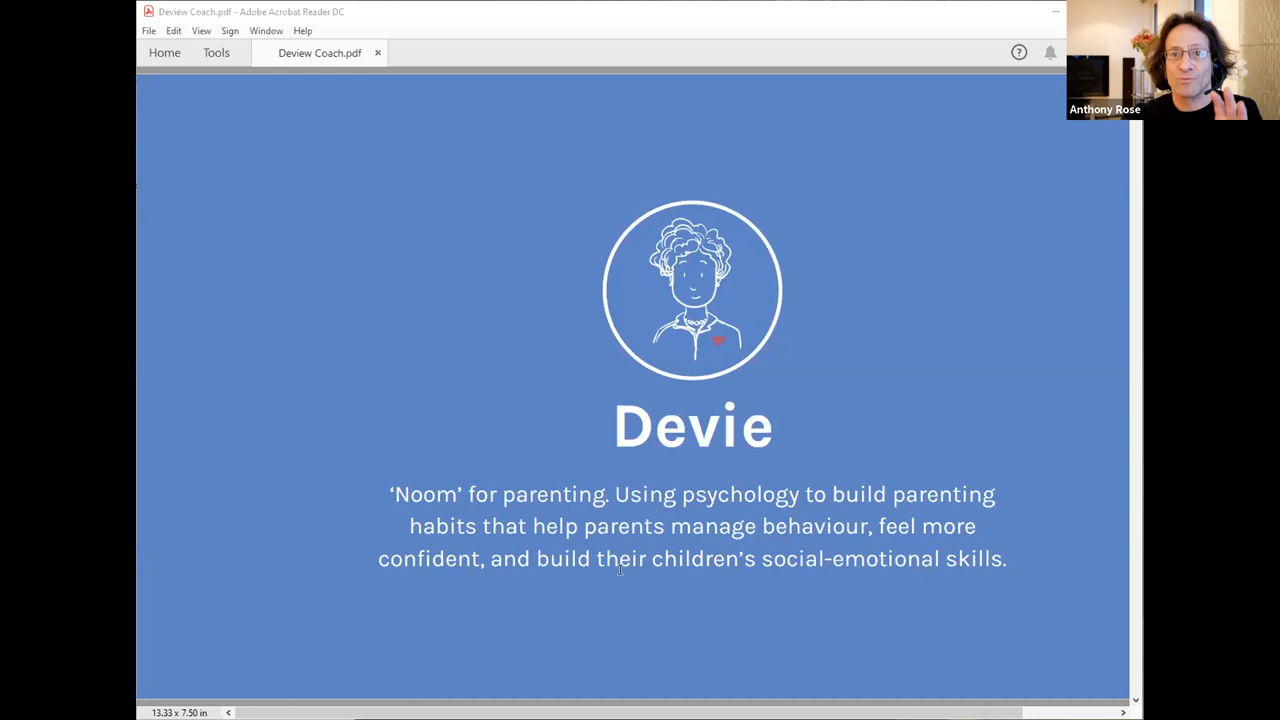 Deview Coach.pdf - Adobe Acrobat Reader DC
File Edit View Sign Window Help
Home Tools Deview Coach.pdf ×
Anthony Rose
Devie
‘Noom’ for parenting. Using psychology to build parenting
habits that help parents manage behaviour, feel more
confident, and build their children’s social-emotional skills.
13.33 x 7.50 in